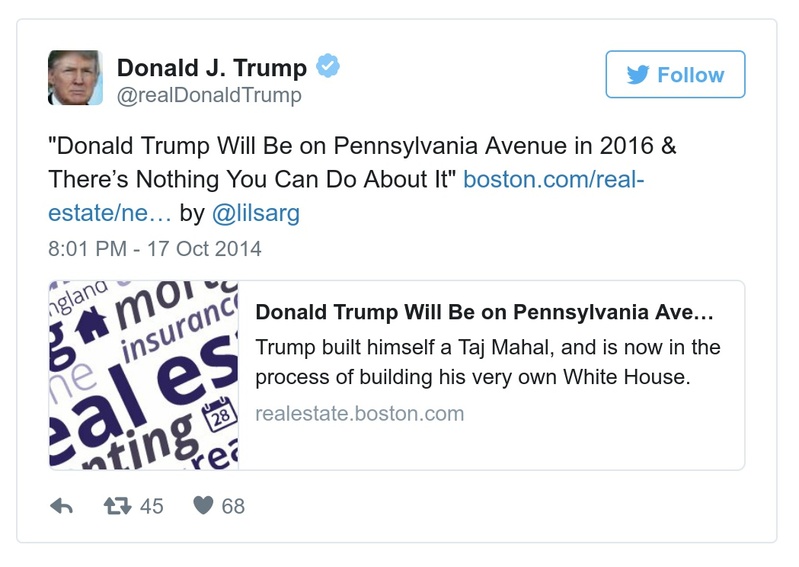 Donald J. Trump
@realDonaldTrump
Follow
"Donald Trump Will Be on Pennsylvania Avenue in 2016 &
There’s Nothing You Can Do About It" boston.com/real-
estate/ne… by @lilsarg
8:01 PM - 17 Oct 2014
ngland
mortg
g
insuranc
ne
eal es
28
nting
rea
Donald Trump Will Be on Pennsylvania Ave…
Trump built himself a Taj Mahal, and is now in the
process of building his very own White House.
realestate.boston.com
45
68